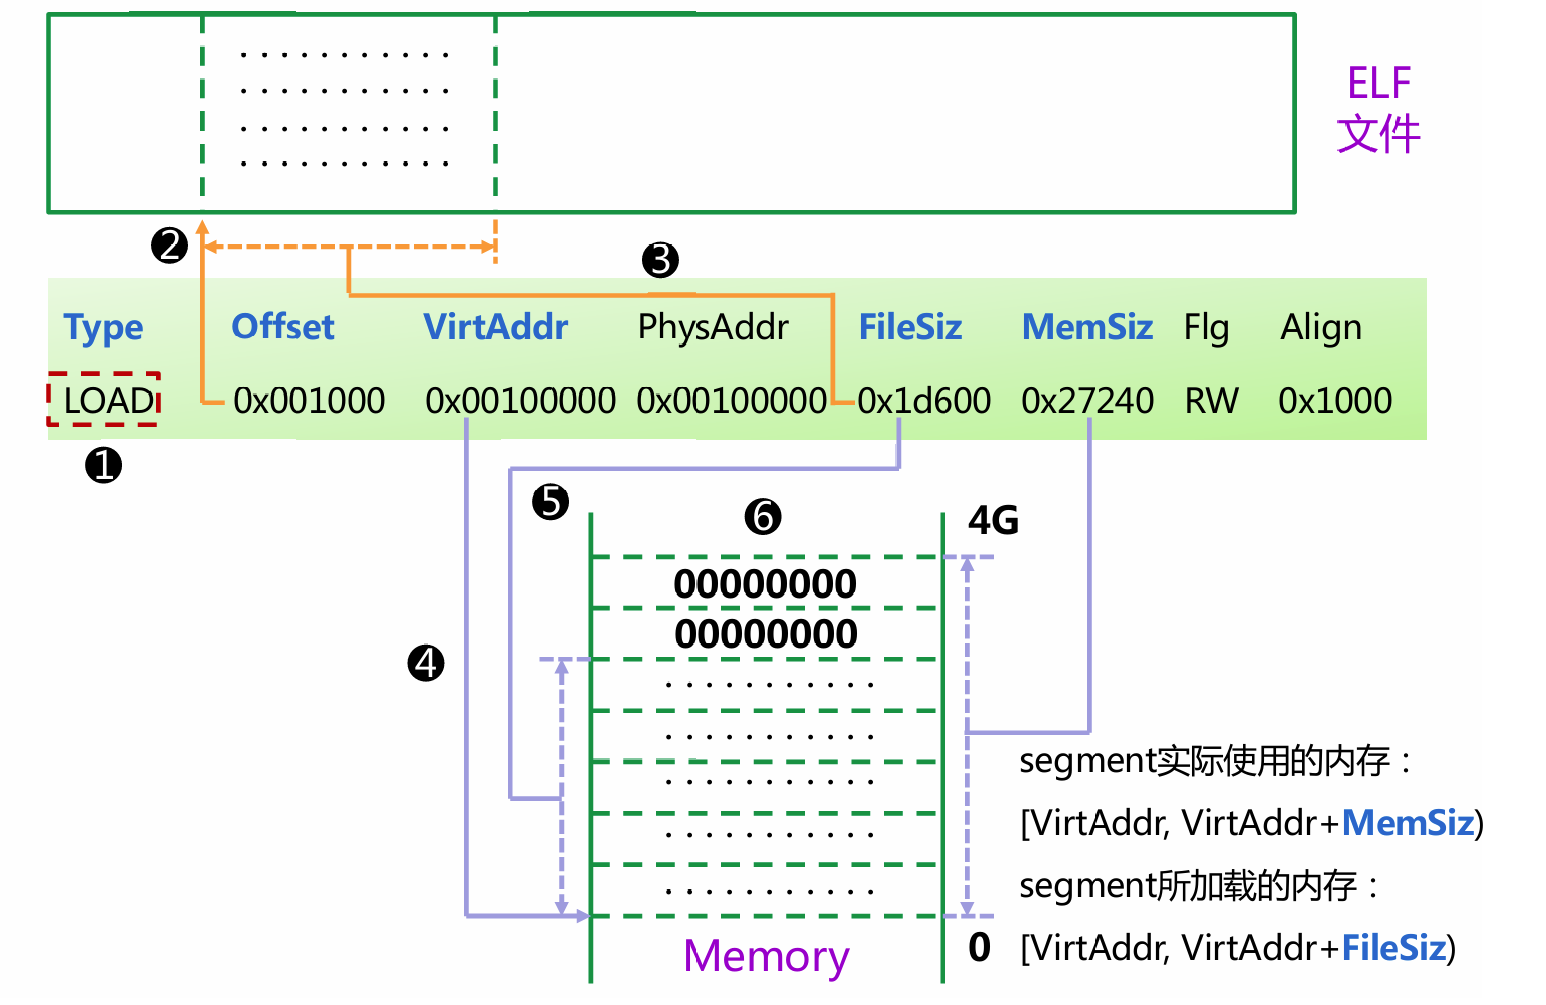 ELF
文件
❷
❸
Type Offset VirtAddr PhysAddr FileSiz MemSiz Flg Align
LOAD 0x001000 0x00100000 0x00100000 0x1d600 0x27240 RW 0x1000
❶
❺
❻
4G
00000000
00000000
❹
segment实际使用的内存：
[VirtAddr, VirtAddr+MemSiz)
segment所加载的内存：
0
[VirtAddr, VirtAddr+FileSiz)
Memory